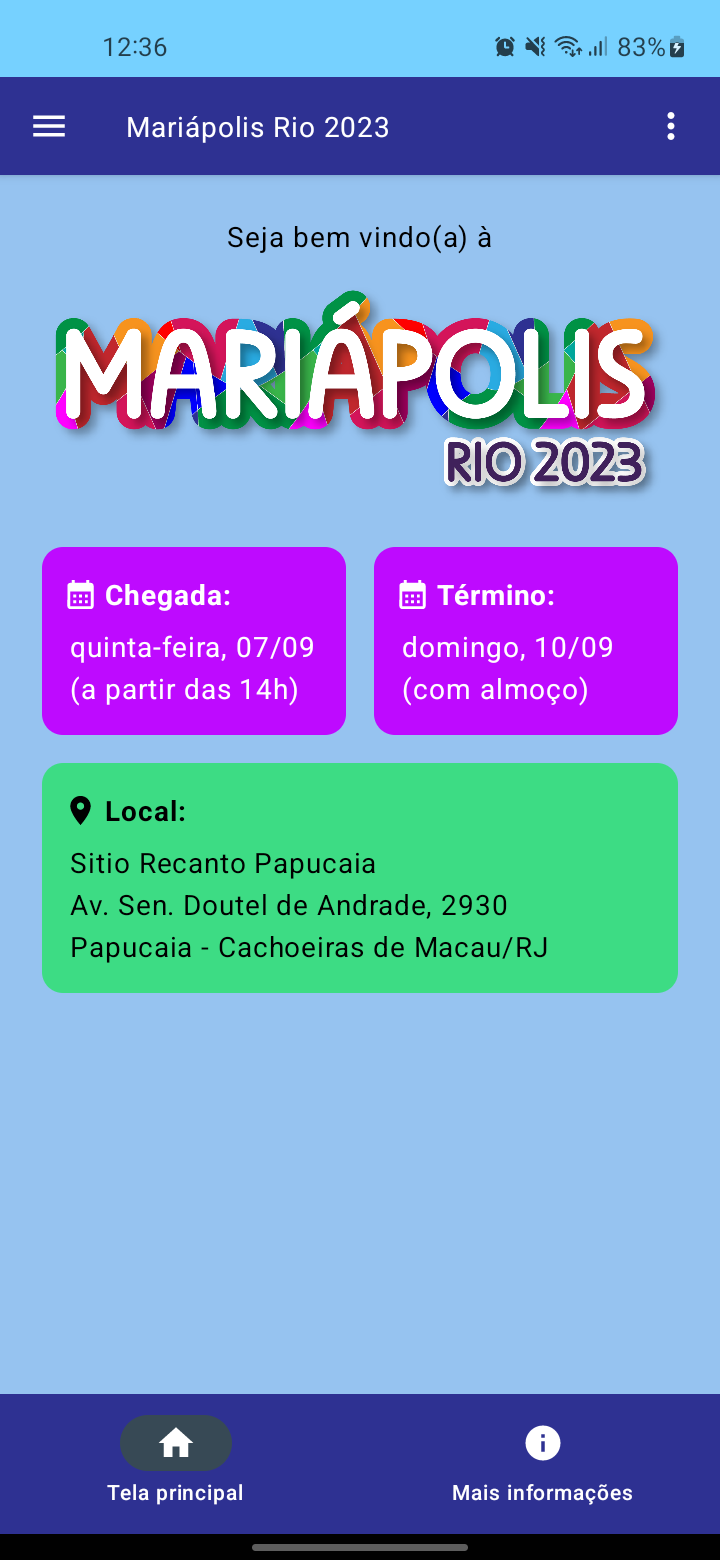 12:36
83%
Mariápolis Rio 2023
Seja bem vindo(a) à
MARIÁPOLIS
RIO 2023
Chegada:
quinta-feira, 07/09
(a partir das 14h)
Término:
domingo, 10/09
(com almoço)
Local:
Sitio Recanto Papucaia
Av. Sen. Doutel de Andrade, 2930
Papucaia - Cachoeiras de Macau/RJ
Tela principal
Mais informações